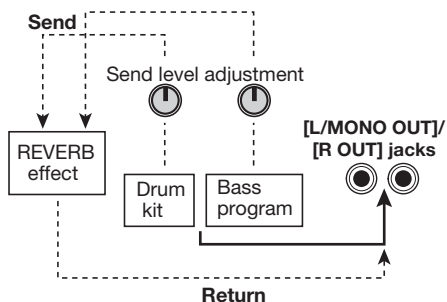 Send
Send level adjustment
[L/MONO OUT]/
[R OUT] jacks
REVERB
effect
Drum
kit
Bass
program
Return